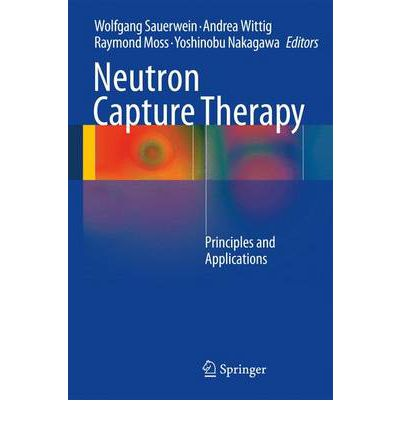 Wolfgang Sauerwein · Andrea Wittig
Raymond Moss · Yoshinobu Nakagawa Editors
Neutron
Capture Therapy
Principles and
Applications
Springer